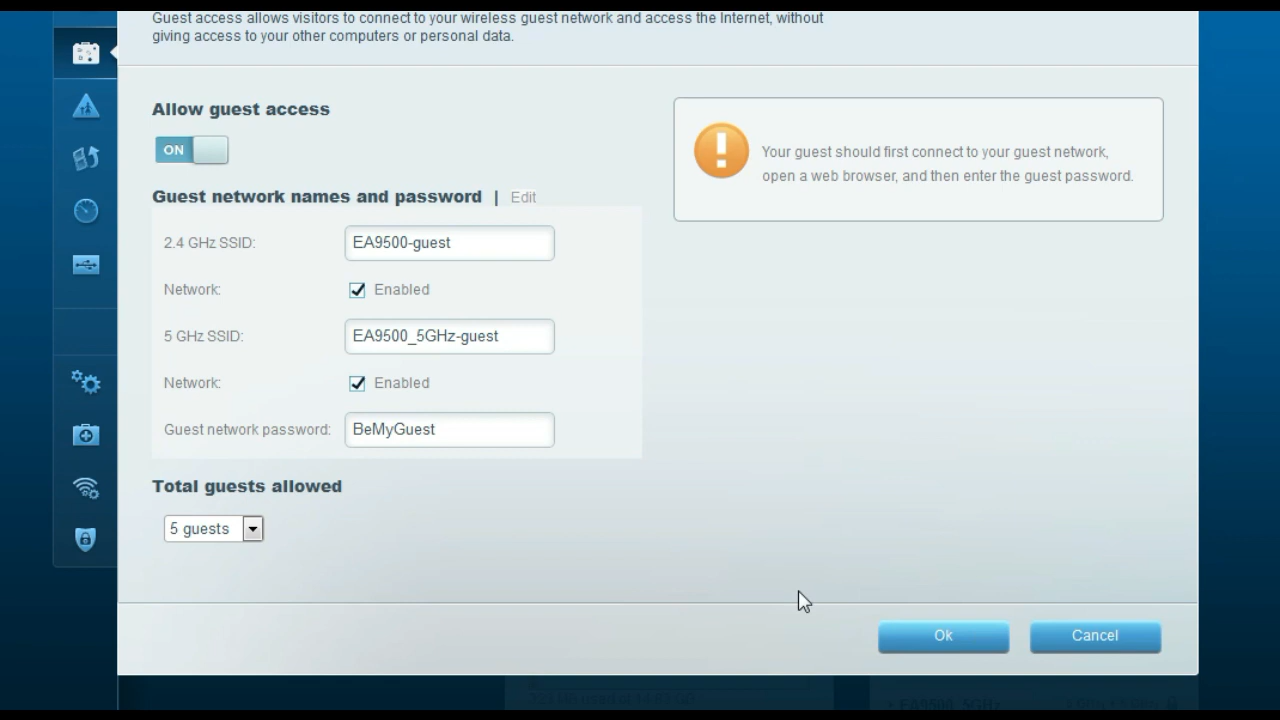 Guest access allows visitors to connect to your wireless guest network and access the Internet, without
giving access to your other computers or personal data.
Allow guest access
ON
Your guest should first connect to your guest network,
open a web browser, and then enter the guest password.
Guest network names and password | Edit
2.4 GHz SSID: EA9500-guest
Network: Enabled
5 GHz SSID: EA9500_5GHz-guest
Network: Enabled
Guest network password: BeMyGuest
Total guests allowed
5 guests
Ok Cancel
EA9500_5GHz